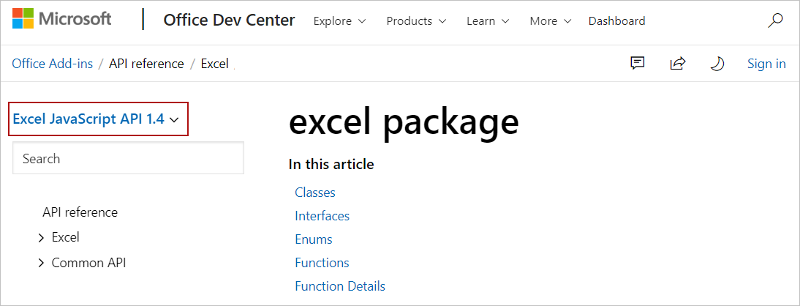 Microsoft Office Dev Center Explore Products Learn More Dashboard
Office Add-ins / API reference / Excel Sign in
Excel JavaScript API 1.4
Search
API reference
Excel
Common API
excel package
In this article
Classes
Interfaces
Enums
Functions
Function Details